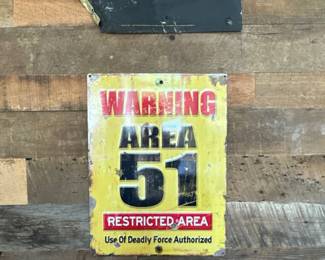 WARNING
AREA
51
RESTRICTED AREA
Use Of Deadly Force Authorized